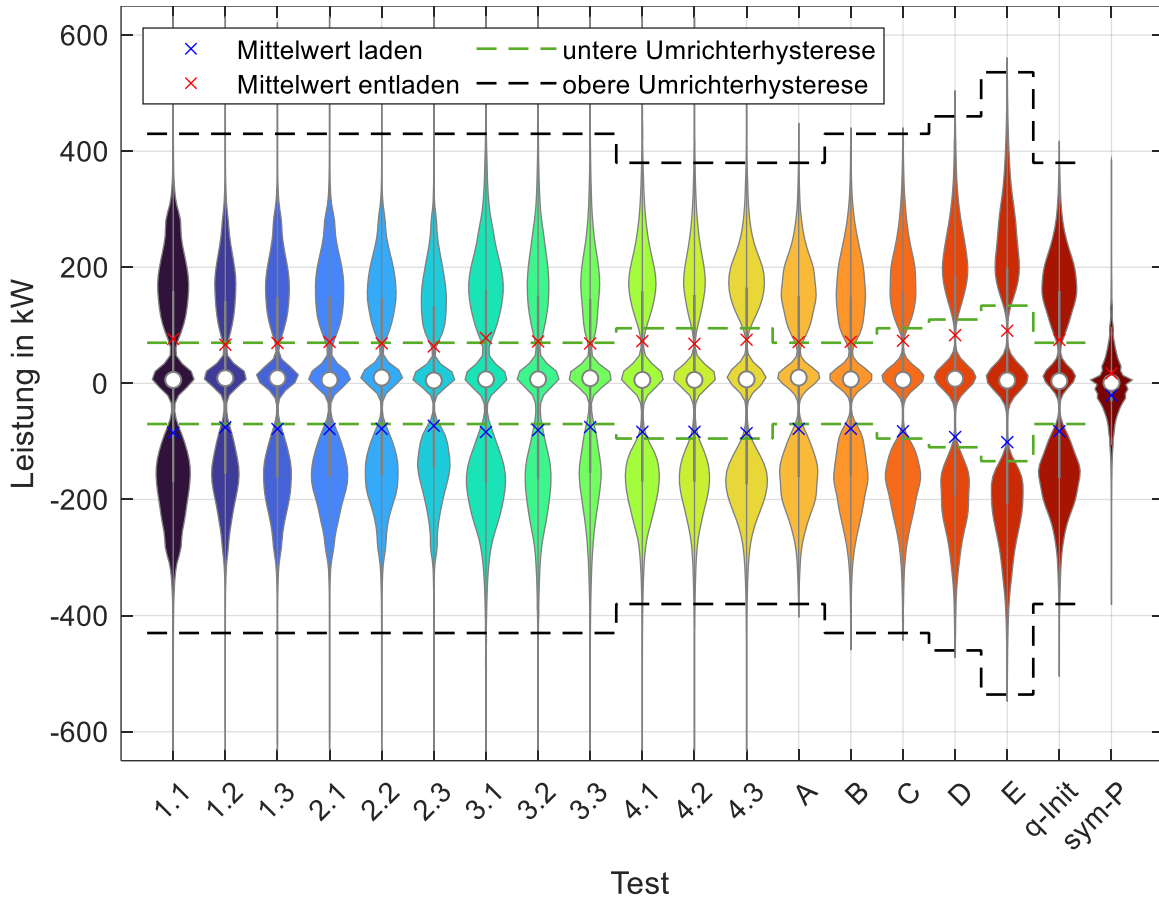 600
400
200
0
-200
-400
-600
Leistung in kW
Mittelwert laden
Mittelwert entladen
untere Umrichterhysterese
obere Umrichterhysterese
1.1
1.2
1.3
2.1
2.2
2.3
3.1
3.2
3.3
4.1
4.2
4.3
A
B
C
D
E
q-Init
sym-P
Test